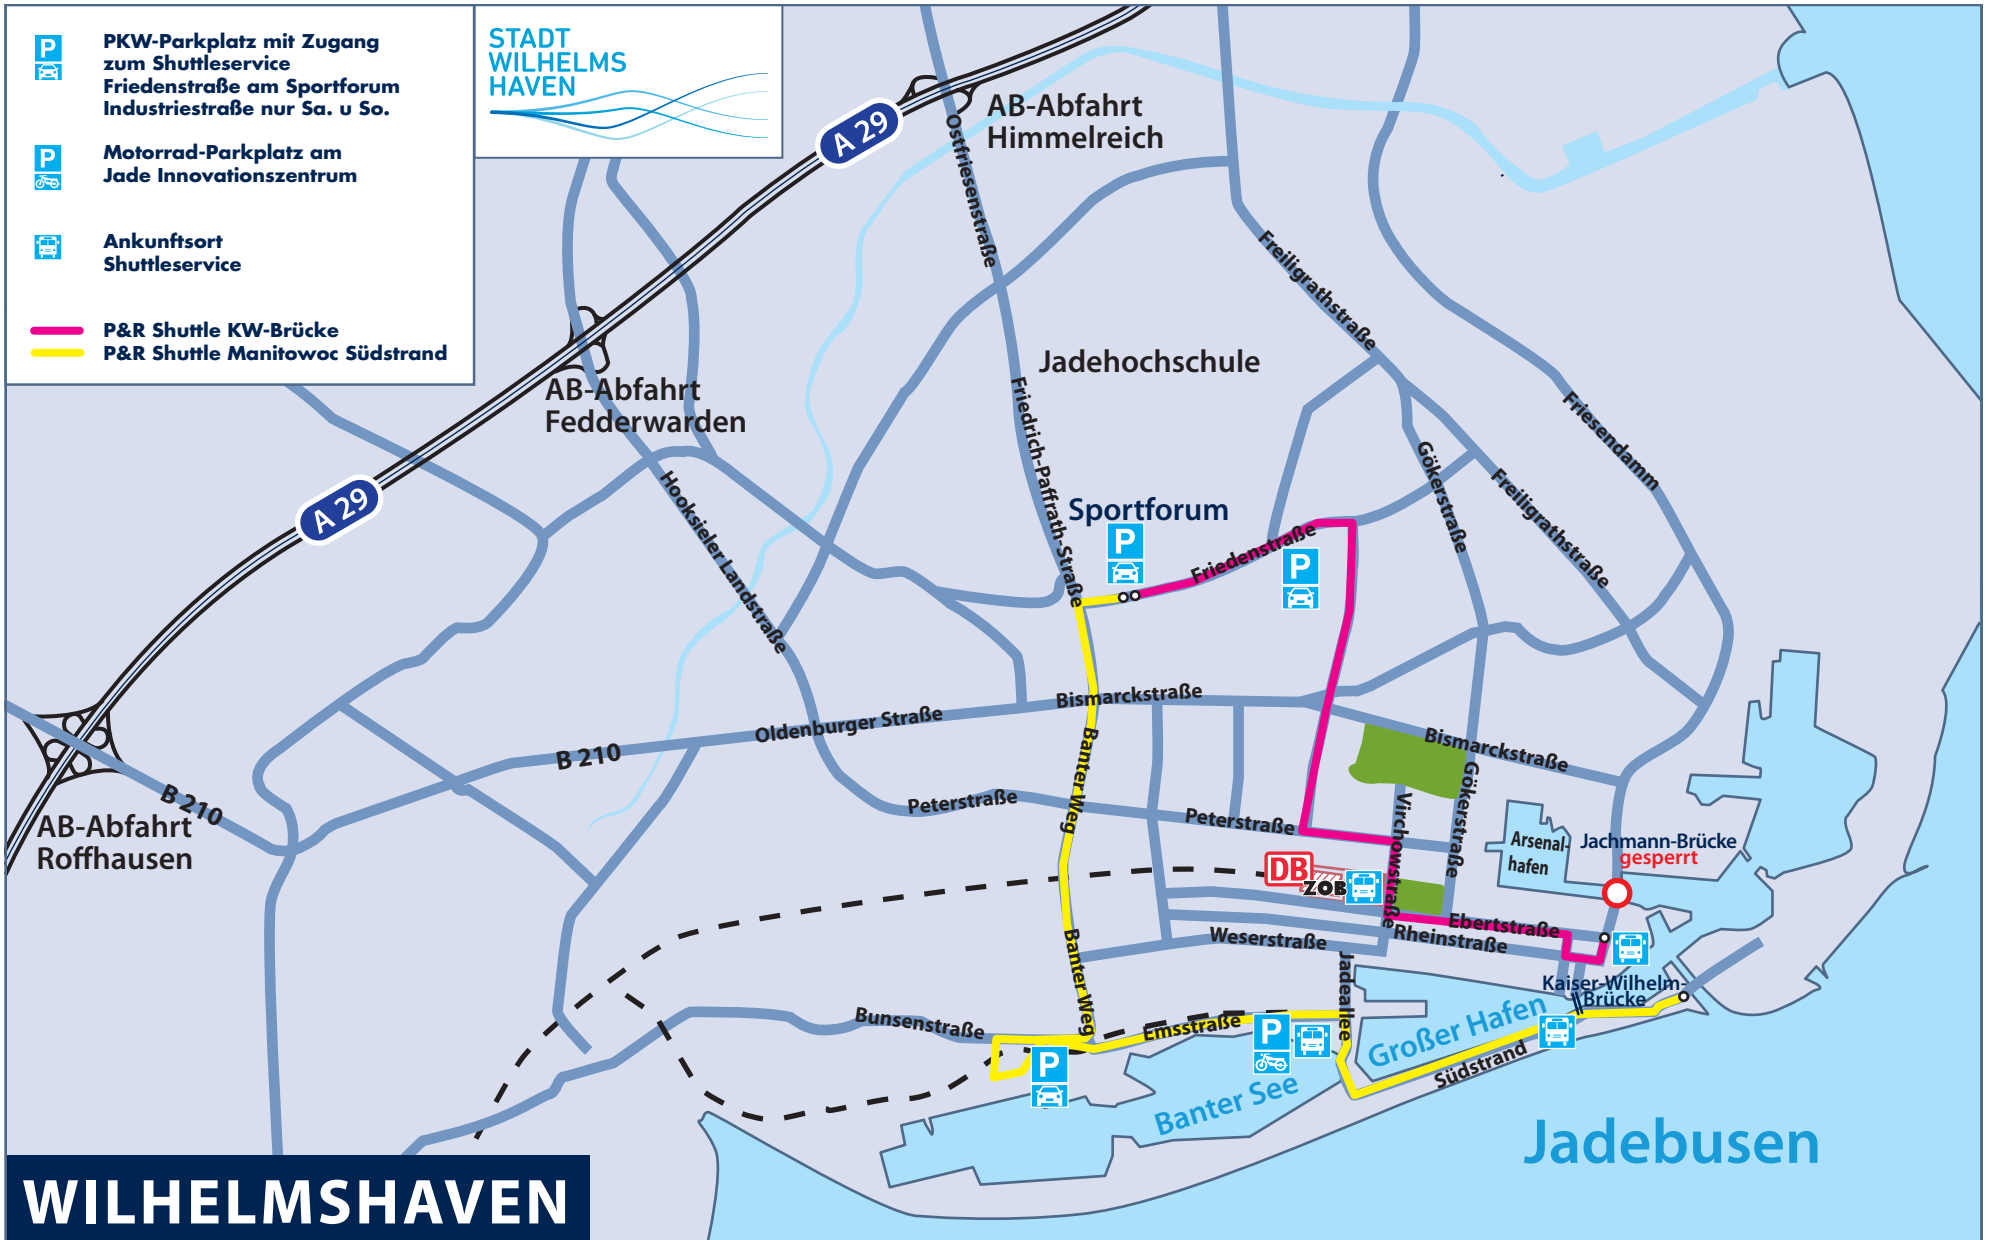 P
PKW-Parkplatz mit Zugang
zum Shuttleservice
Friedenstraße am Sportforum
Industriestraße nur Sa. u So.
P
Motorrad-Parkplatz am
Jade Innovationszentrum
Ankunftsort
Shuttleservice
P&R Shuttle KW-Brücke
P&R Shuttle Manitowoc Südstrand
STADT
WILHELMS
HAVEN
A 29
AB-Abfahrt
Himmelreich
Ostfriesenstraße
Freiligrathstraße
Jadehochschule
AB-Abfahrt
Fedderwarden
Friedrich-Paffrath-Straße
Friesendamm
Gökerstraße
Freiligrathstraße
A 29
Hooksieler Landstraße
Sportforum
P
Friedenstraße
P
Bismarckstraße
Oldenburger Straße
B 210
Banter Weg
Bismarckstraße
Gökerstraße
B 210
AB-Abfahrt
Roffhausen
Peterstraße
Peterstraße
Virchowstraße
Arsenal-
hafen
Jachmann-Brücke
gesperrt
DB
ZOB
Ebertstraße
Rheinstraße
Weserstraße
Banter Weg
Jadeallee
Kaiser-Wilhelm-
Brücke
Bunsenstraße
Emsstraße
P
P
Großer Hafen
Südstrand
Banter See
Jadebusen
WILHELMSHAVEN